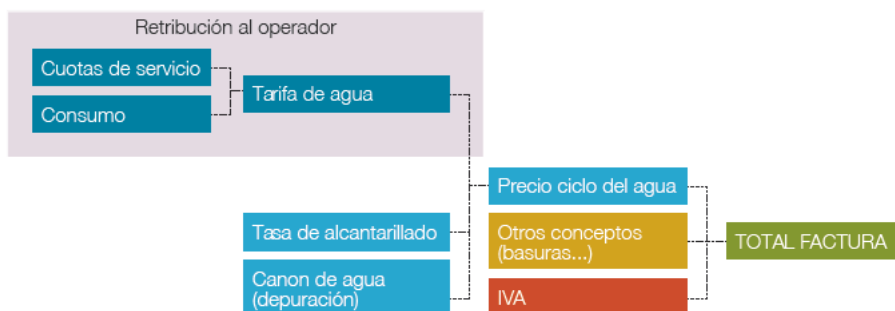 Retribución al operador
Cuotas de servicio
Tarifa de agua
Consumo
Precio ciclo del agua
Tasa de alcantarillado
Otros conceptos
(basuras...)
TOTAL FACTURA
Canon de agua
(depuración)
IVA